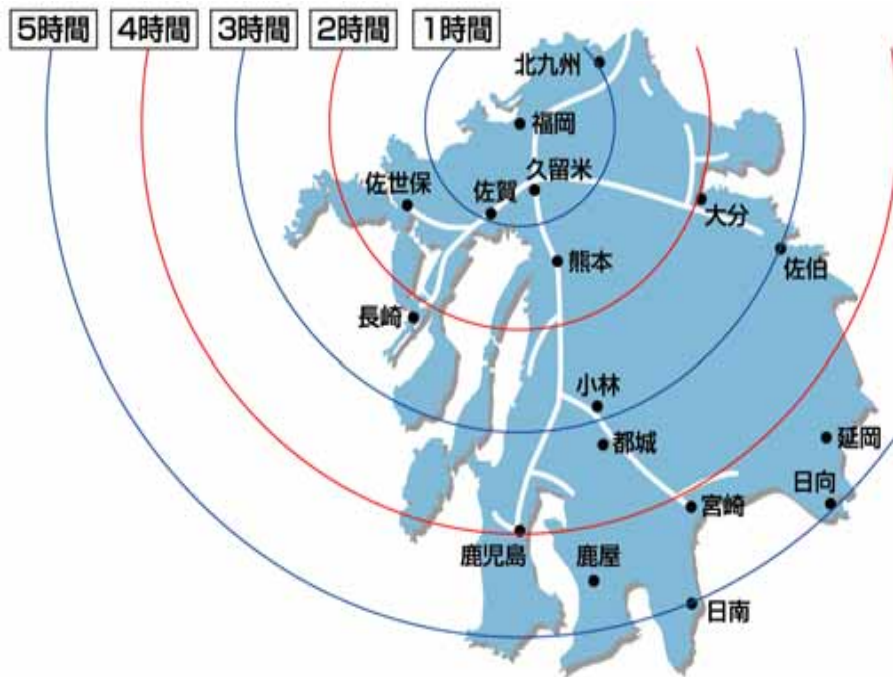 5時間
4時間
3時間
2時間
1時間
北九州
福岡
久留米
佐世保
佐賀
大分
佐伯
熊本
長崎
小林
都城
延岡
日向
宮崎
鹿児島
鹿屋
日南